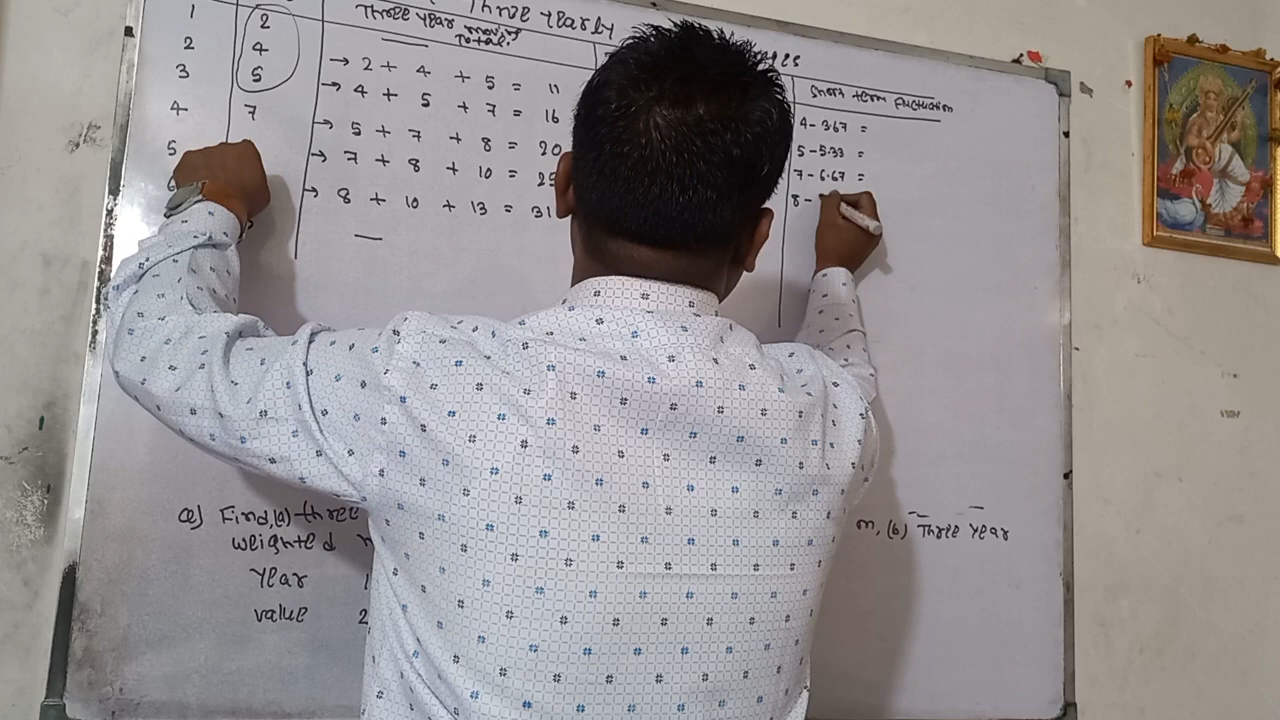 Three Yearly
Three Year moving
Total.
Short term Fluctuation
1 2
2 4 → 2 + 4 + 5 = 11 4 - 3.67 =
3 5 → 4 + 5 + 7 = 16 5 - 5.33 =
4 7 → 5 + 7 + 8 = 20 7 - 6.67 =
5 → 7 + 8 + 10 = 25 8 -
→ 8 + 10 + 13 = 31
Q) Find, (a) three m, (b) Three Year
weighted
Year 1
value 2